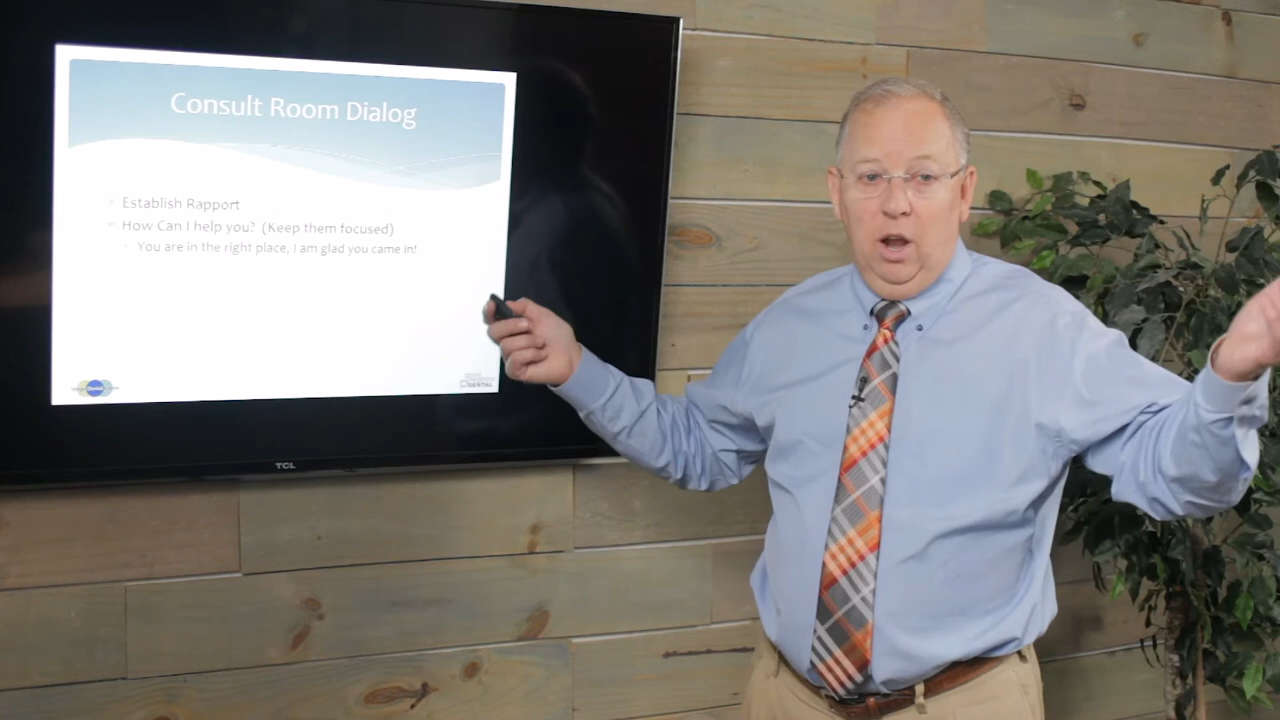 Consult Room Dialog
Establish Rapport
How Can I help you? (Keep them focused)
You are in the right place, I am glad you came in!
DENTAL
TCL